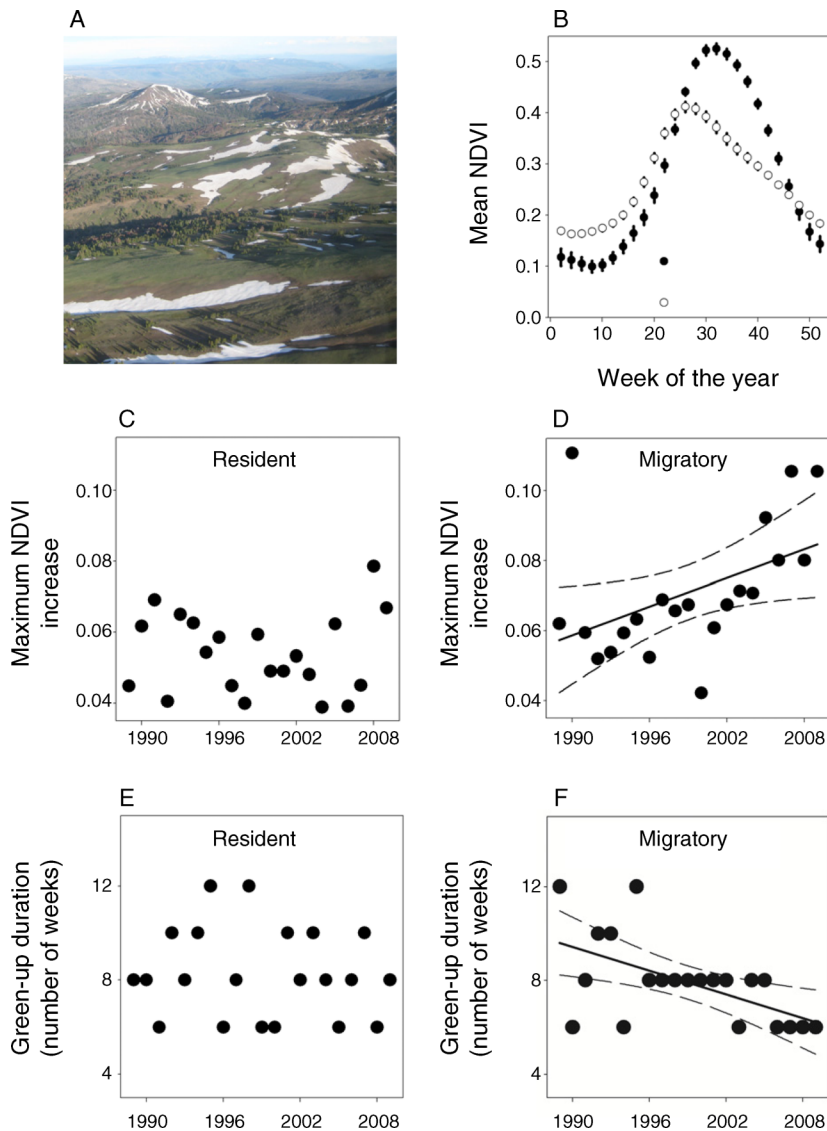 A
B
Mean NDVI
0.5
0.4
0.3
0.2
0.1
0.0
0 10 20 30 40 50
Week of the year
C
Resident
Maximum NDVI
increase
0.10
0.08
0.06
0.04
1990 1996 2002 2008
D
Migratory
Maximum NDVI
increase
0.10
0.08
0.06
0.04
1990 1996 2002 2008
E
Resident
Green-up duration
(number of weeks)
12
8
4
1990 1996 2002 2008
F
Migratory
Green-up duration
(number of weeks)
12
8
4
1990 1996 2002 2008